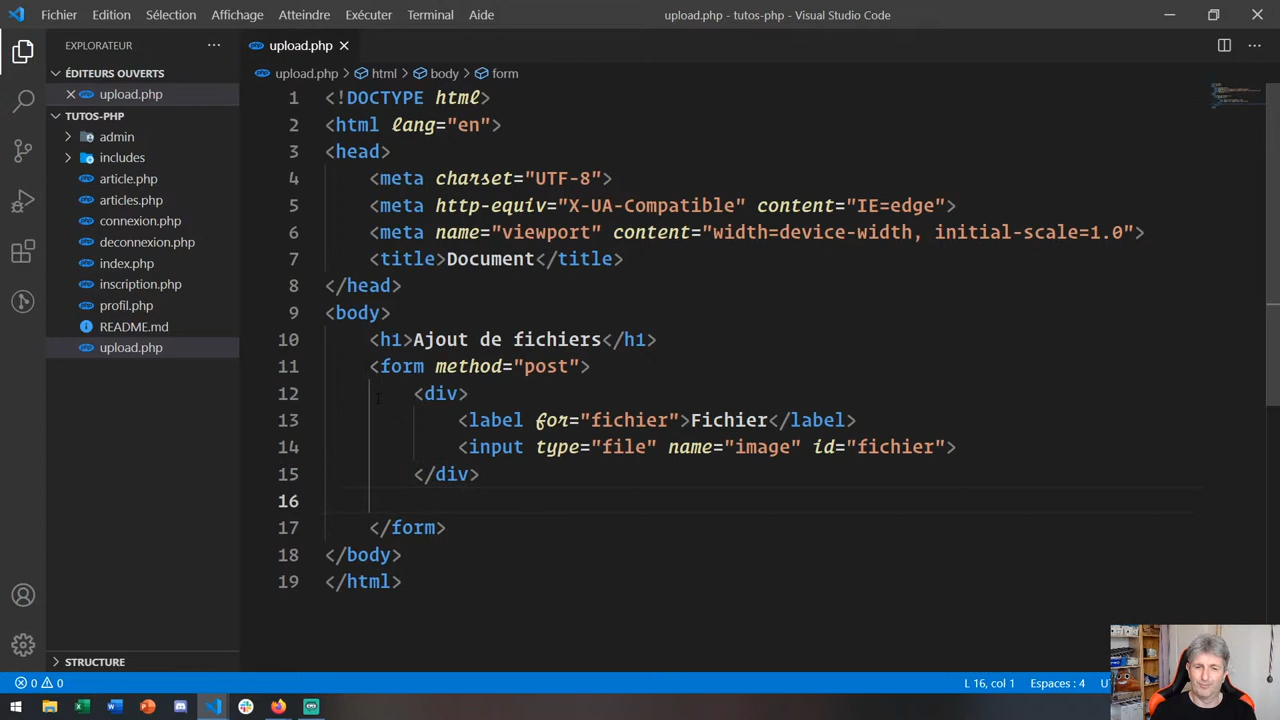 Fichier Edition Sélection Affichage Atteindre Exécuter Terminal Aide upload.php - tutos-php - Visual Studio Code
EXPLORATEUR
ÉDITEURS OUVERTS
upload.php
TUTOS-PHP
admin
includes
article.php
articles.php
connexion.php
deconnexion.php
index.php
inscription.php
profil.php
README.md
upload.php
STRUCTURE
upload.php
upload.php > html > body > form
1 <!DOCTYPE html>
2 <html lang="en">
3 <head>
4 <meta charset="UTF-8">
5 <meta http-equiv="X-UA-Compatible" content="IE=edge">
6 <meta name="viewport" content="width=device-width, initial-scale=1.0">
7 <title>Document</title>
8 </head>
9 <body>
10 <h1>Ajout de fichiers</h1>
11 <form method="post">
12 <div>
13 <label for="fichier">Fichier</label>
14 <input type="file" name="image" id="fichier">
15 </div>
16
17 </form>
18 </body>
19 </html>
0 0 L 16, col 1 Espaces : 4